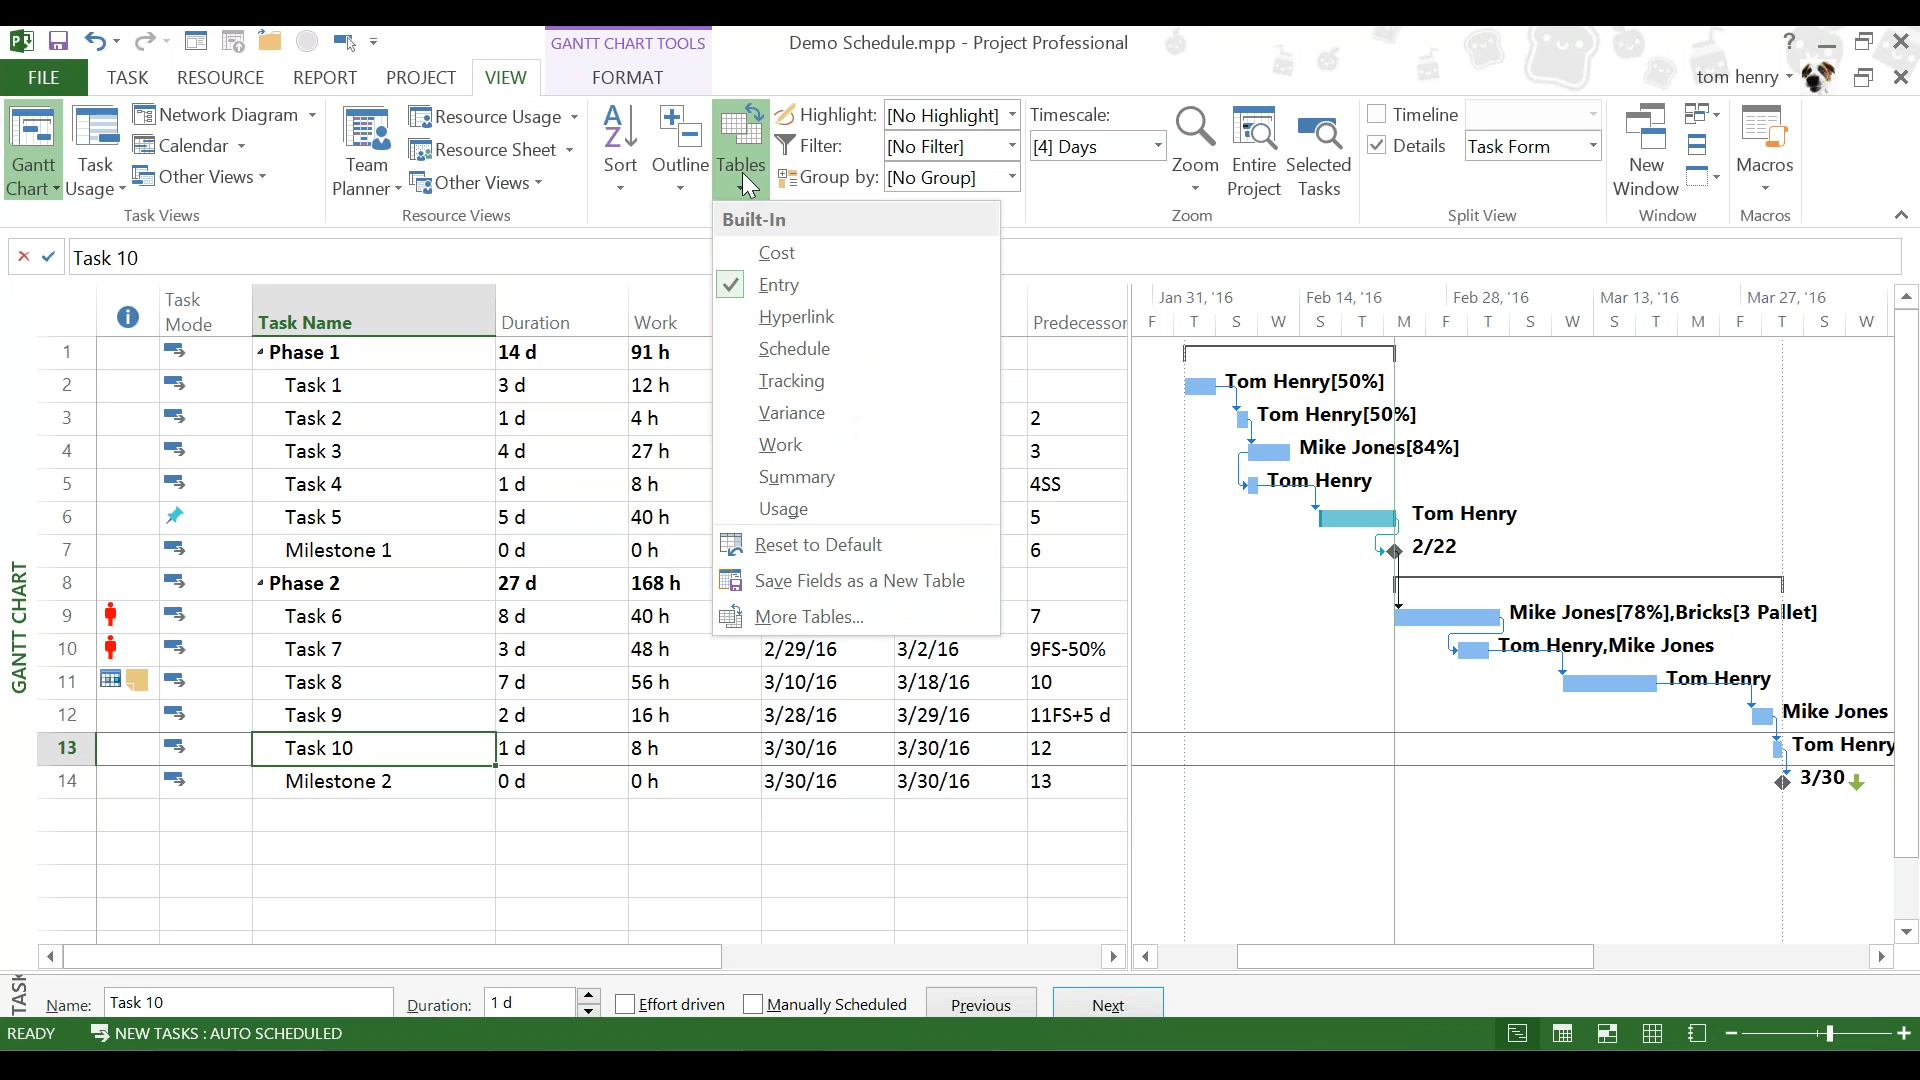 GANTT CHART TOOLS
Demo Schedule.mpp - Project Professional
?
FILE TASK RESOURCE REPORT PROJECT VIEW FORMAT
tom henry
Gantt Chart
Task Usage
Network Diagram
Calendar
Other Views
Task Views
Team Planner
Resource Usage
Resource Sheet
Other Views
Resource Views
Sort
Outline
Tables
Highlight: [No Highlight]
Filter: [No Filter]
Group by: [No Group]
Timescale:
[4] Days
Zoom
Entire Project
Selected Tasks
Zoom
Timeline
Details Task Form
Split View
New Window
Window
Macros
Macros
Built-In
Cost
Entry
Hyperlink
Schedule
Tracking
Variance
Work
Summary
Usage
Reset to Default
Save Fields as a New Table
More Tables...
Task 10
GANTT CHART
Task Mode Task Name Duration Work Predecessor
1 Phase 1 14 d 91 h
2 Task 1 3 d 12 h
3 Task 2 1 d 4 h 2
4 Task 3 4 d 27 h 3
5 Task 4 1 d 8 h 4SS
6 Task 5 5 d 40 h 5
7 Milestone 1 0 d 0 h 6
8 Phase 2 27 d 168 h
9 Task 6 8 d 40 h 7
10 Task 7 3 d 48 h 2/29/16 3/2/16 9FS-50%
11 Task 8 7 d 56 h 3/10/16 3/18/16 10
12 Task 9 2 d 16 h 3/28/16 3/29/16 11FS+5 d
13 Task 10 1 d 8 h 3/30/16 3/30/16 12
14 Milestone 2 0 d 0 h 3/30/16 3/30/16 13
Jan 31, '16 Feb 14, '16 Feb 28, '16 Mar 13, '16 Mar 27, '16
F T S W S T M F T S W S T M F T S W
Tom Henry[50%]
Tom Henry[50%]
Mike Jones[84%]
Tom Henry
Tom Henry
2/22
Mike Jones[78%],Bricks[3 Pallet]
Tom Henry,Mike Jones
Tom Henry
Mike Jones
Tom Henry
3/30
TASK
Name: Task 10 Duration: 1 d Effort driven Manually Scheduled Previous Next
READY NEW TASKS : AUTO SCHEDULED